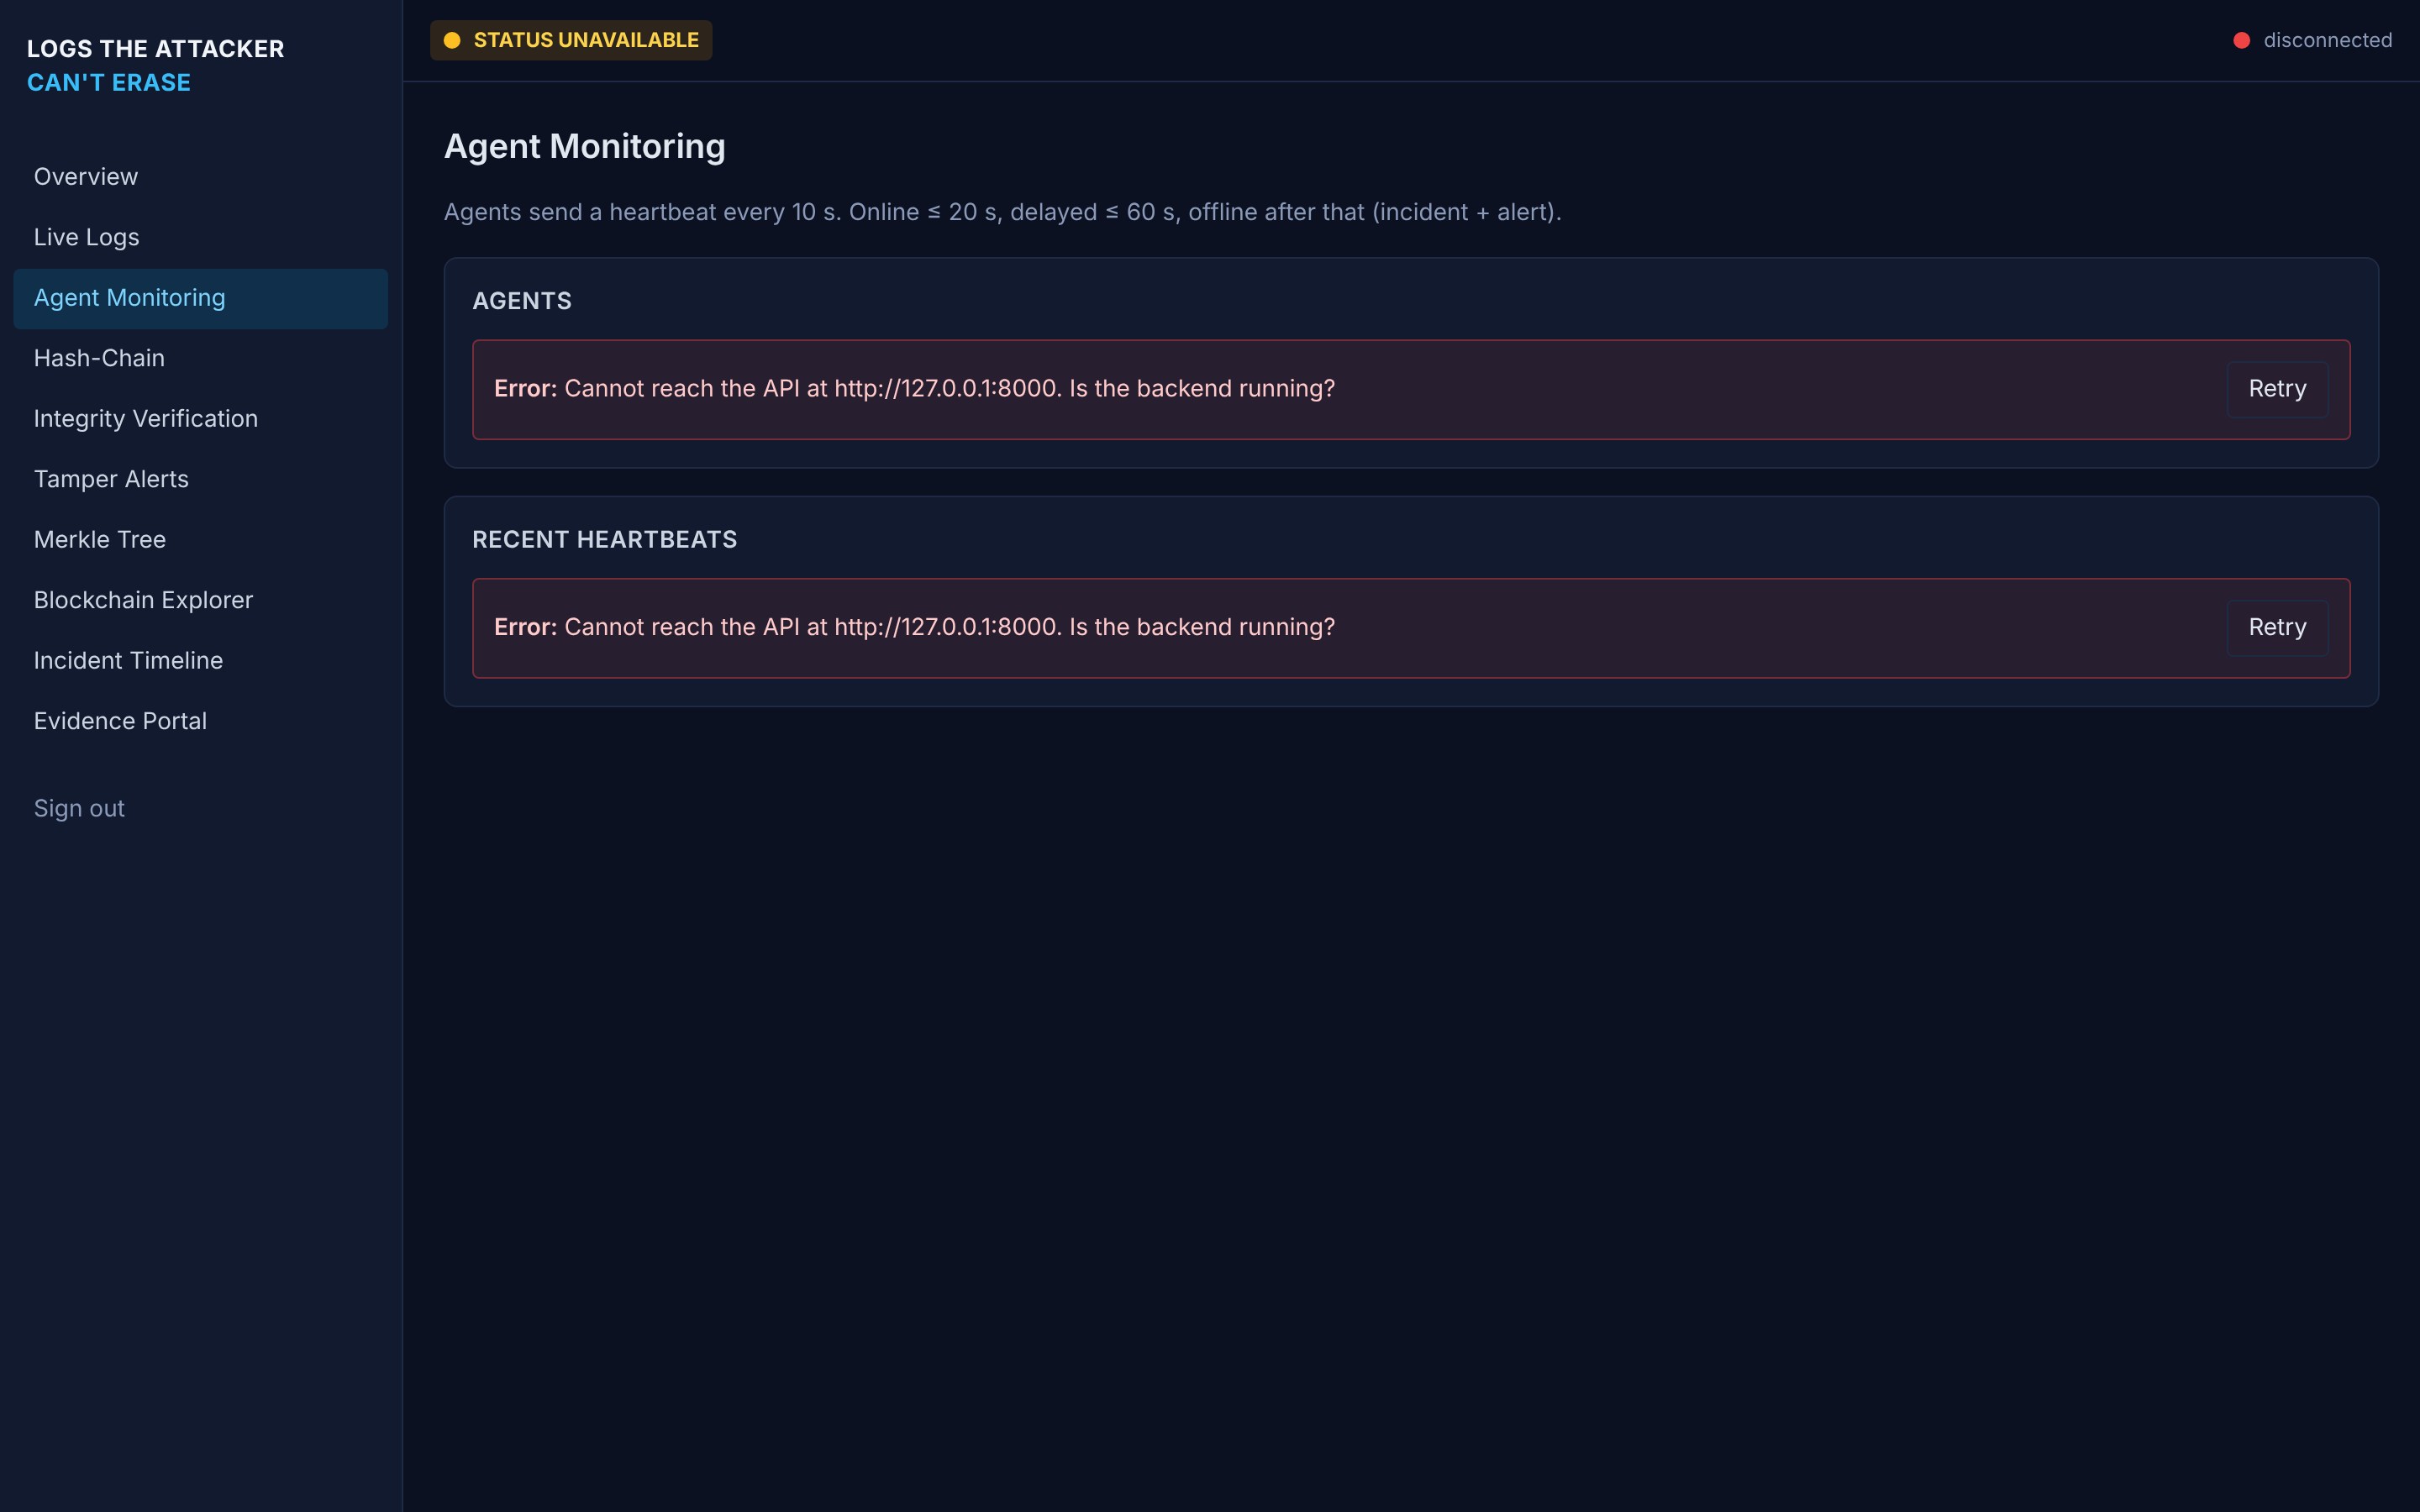 LOGS THE ATTACKER
CAN'T ERASE
Overview
Live Logs
Agent Monitoring
Hash-Chain
Integrity Verification
Tamper Alerts
Merkle Tree
Blockchain Explorer
Incident Timeline
Evidence Portal
Sign out
STATUS UNAVAILABLE
disconnected
Agent Monitoring
Agents send a heartbeat every 10 s. Online ≤ 20 s, delayed ≤ 60 s, offline after that (incident + alert).
AGENTS
Error: Cannot reach the API at http://127.0.0.1:8000. Is the backend running?
Retry
RECENT HEARTBEATS
Error: Cannot reach the API at http://127.0.0.1:8000. Is the backend running?
Retry